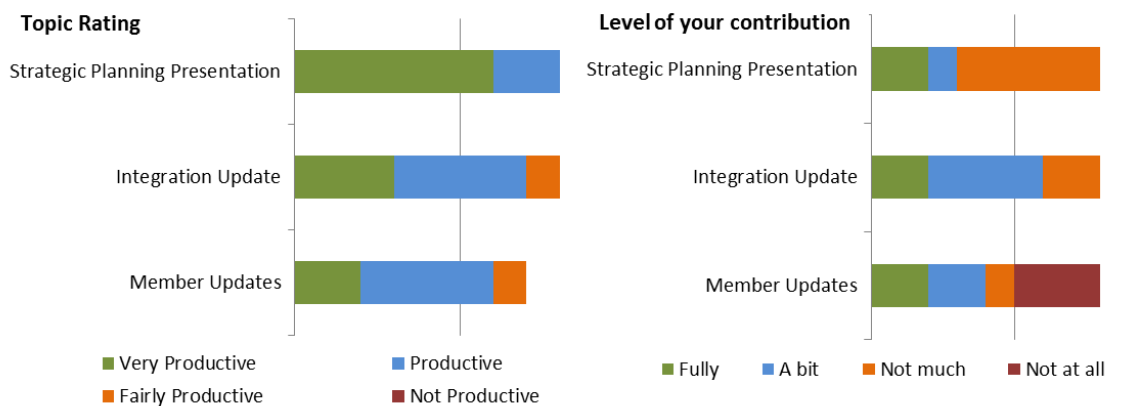 Topic Rating
Strategic Planning Presentation
Integration Update
Member Updates
Very Productive
Productive
Fairly Productive
Not Productive
Level of your contribution
Strategic Planning Presentation
Integration Update
Member Updates
Fully
A bit
Not much
Not at all